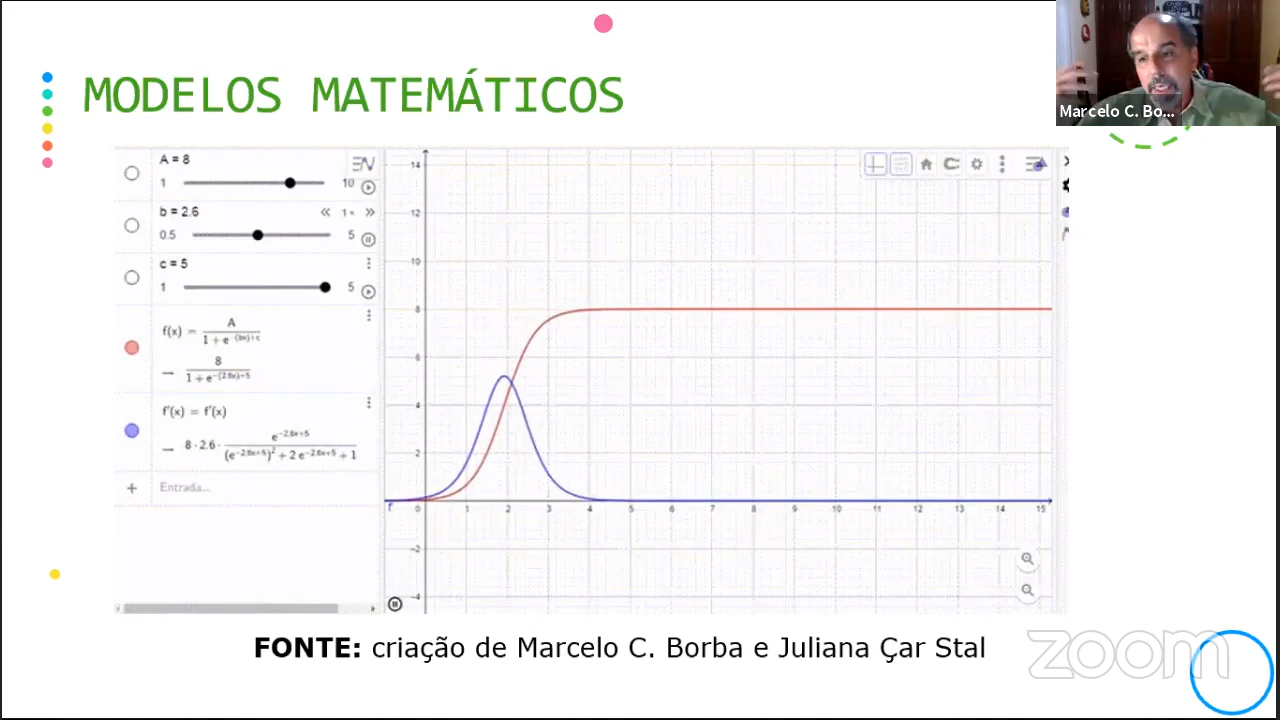 MODELOS MATEMÁTICOS
Marcelo C. Bo...
A = 8
1 10
b = 2.6
0.5 5
c = 5
1 5
f(x) = A / (1 + e^(-(bx)+c))
→ 8 / (1 + e^(-(2.6x)+5))
f'(x) = f'(x)
→ 8 · 2.6 · e^(-2.6x+5) / ((e^(-2.6x+5))² + 2 e^(-2.6x+5) + 1)
+ Entrada...
14
12
10
8
6
4
2
0 1 2 3 4 5 6 7 8 9 10 11 12 13 14 15
-2
-4
FONTE: criação de Marcelo C. Borba e Juliana Çar Stal
zoom